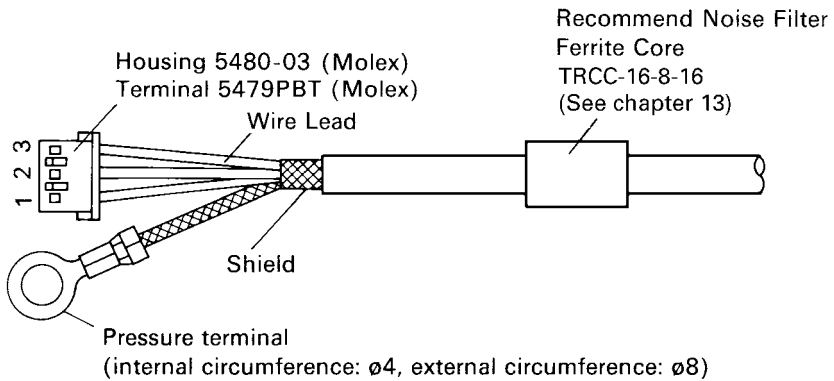 Recommend Noise Filter
Ferrite Core
TRCC-16-8-16
(See chapter 13)
Housing 5480-03 (Molex)
Terminal 5479PBT (Molex)
Wire Lead
3
2
1
Shield
Pressure terminal
(internal circumference: ø4, external circumference: ø8)